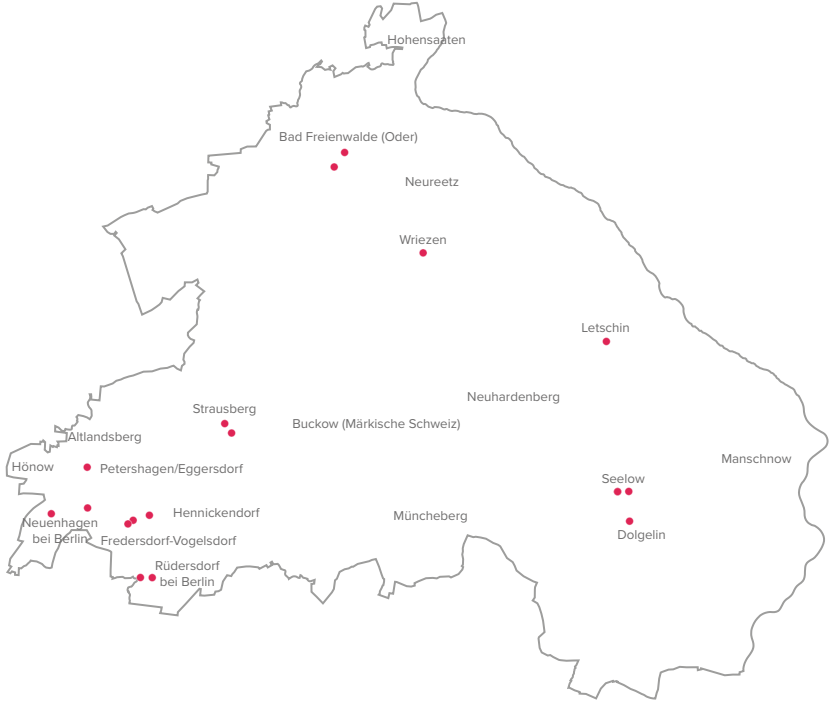 Hohensaaten
Bad Freienwalde (Oder)
Neureetz
Wriezen
Letschin
Neuhardenberg
Strausberg
Buckow (Märkische Schweiz)
Altlandsberg
Manschnow
Hönow
Petershagen/Eggersdorf
Seelow
Hennickendorf
Müncheberg
Neuenhagen
bei Berlin
Dolgelin
Fredersdorf-Vogelsdorf
Rüdersdorf
bei Berlin